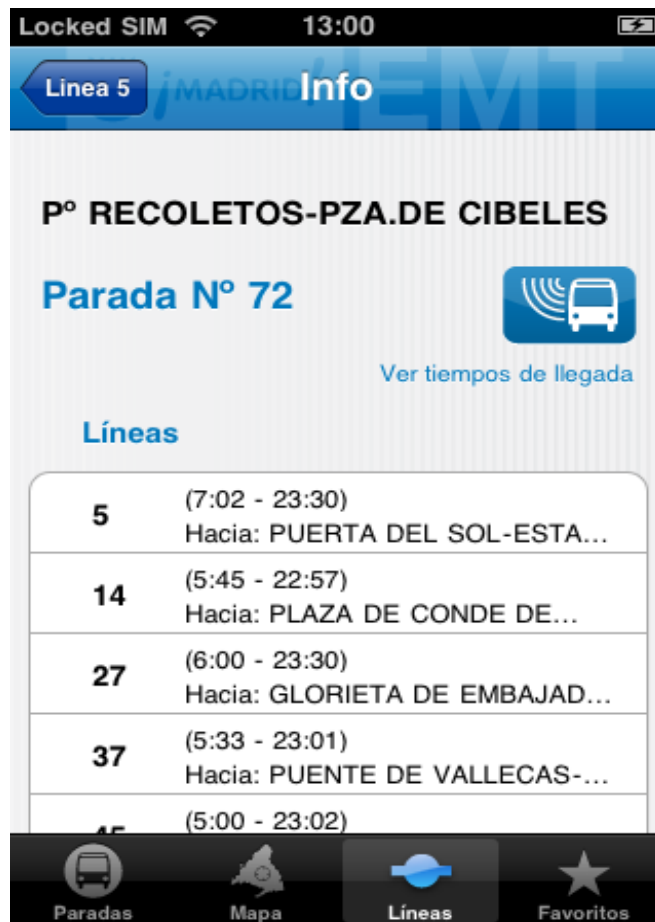 Locked SIM 13:00
Linea 5 ¡MADRID! Info EMT
Pº RECOLETOS-PZA.DE CIBELES
Parada Nº 72
Ver tiempos de llegada
Líneas
5 (7:02 - 23:30)
Hacia: PUERTA DEL SOL-ESTA...
14 (5:45 - 22:57)
Hacia: PLAZA DE CONDE DE...
27 (6:00 - 23:30)
Hacia: GLORIETA DE EMBAJAD...
37 (5:33 - 23:01)
Hacia: PUENTE DE VALLECAS-...
(5:00 - 23:02)
Paradas Mapa Líneas Favoritos